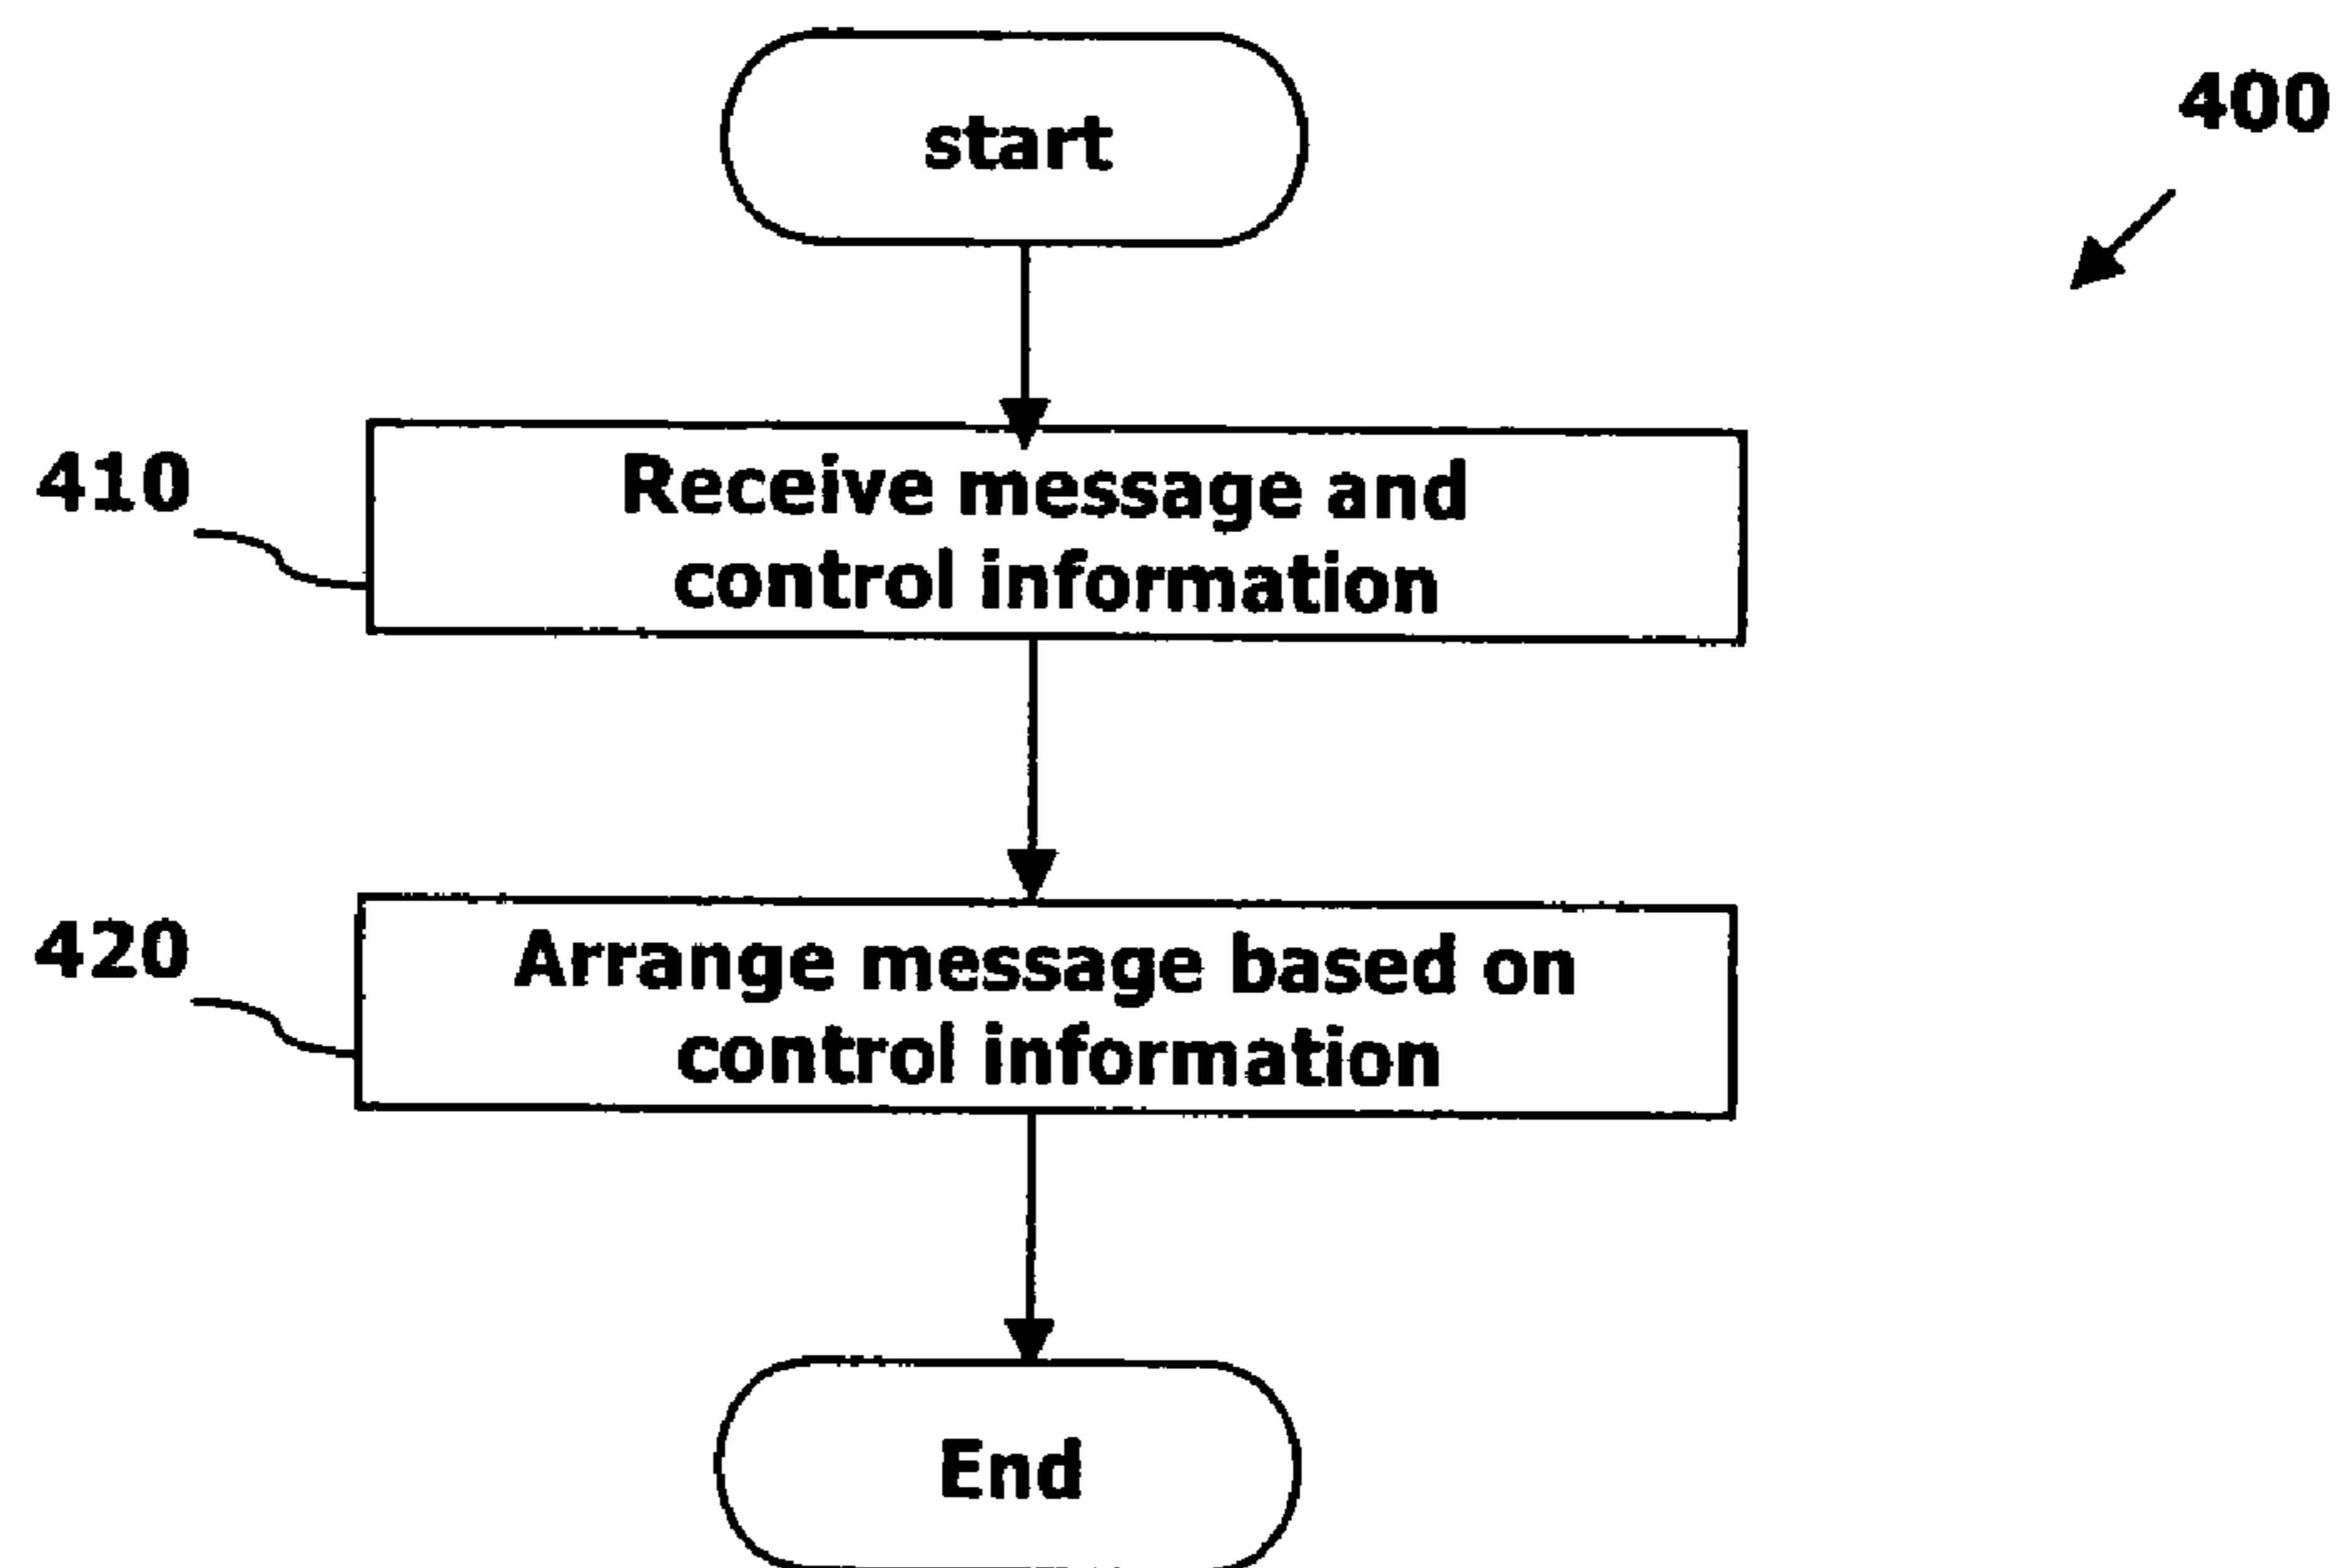 start
400
410
Receive message and
control information
420
Arrange message based on
control information
End